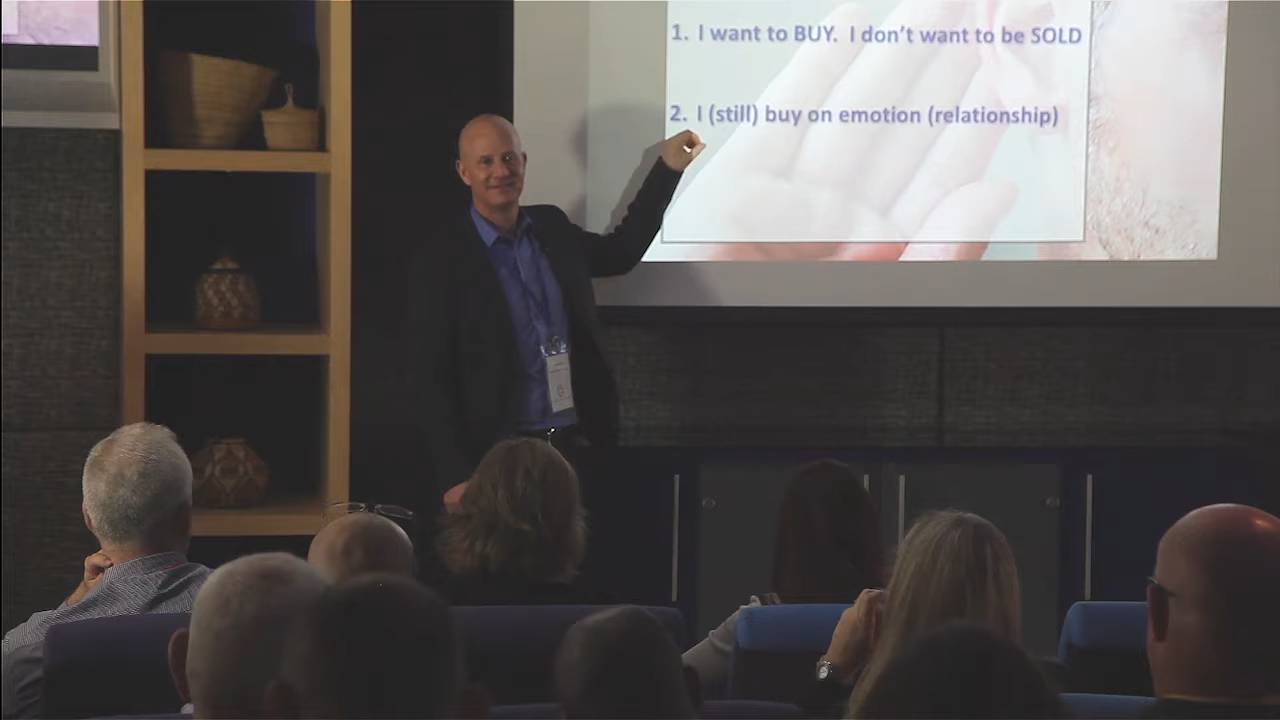 1. I want to BUY. I don't want to be SOLD
2. I (still) buy on emotion (relationship)